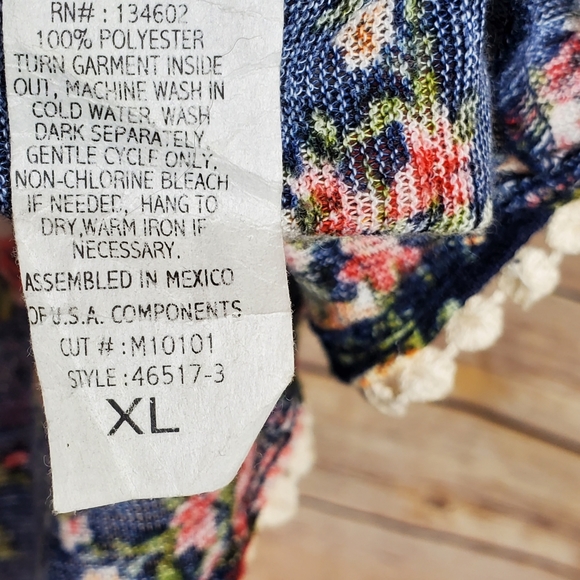 RN# : 134602
100% POLYESTER
TURN GARMENT INSIDE
OUT, MACHINE WASH IN
COLD WATER. WASH
DARK SEPARATELY,
GENTLE CYCLE ONLY,
NON-CHLORINE BLEACH
IF NEEDED, HANG TO
DRY,WARM IRON IF
NECESSARY.
ASSEMBLED IN MEXICO
OF U.S.A. COMPONENTS
CUT # : M10101
STYLE : 46517-3
XL